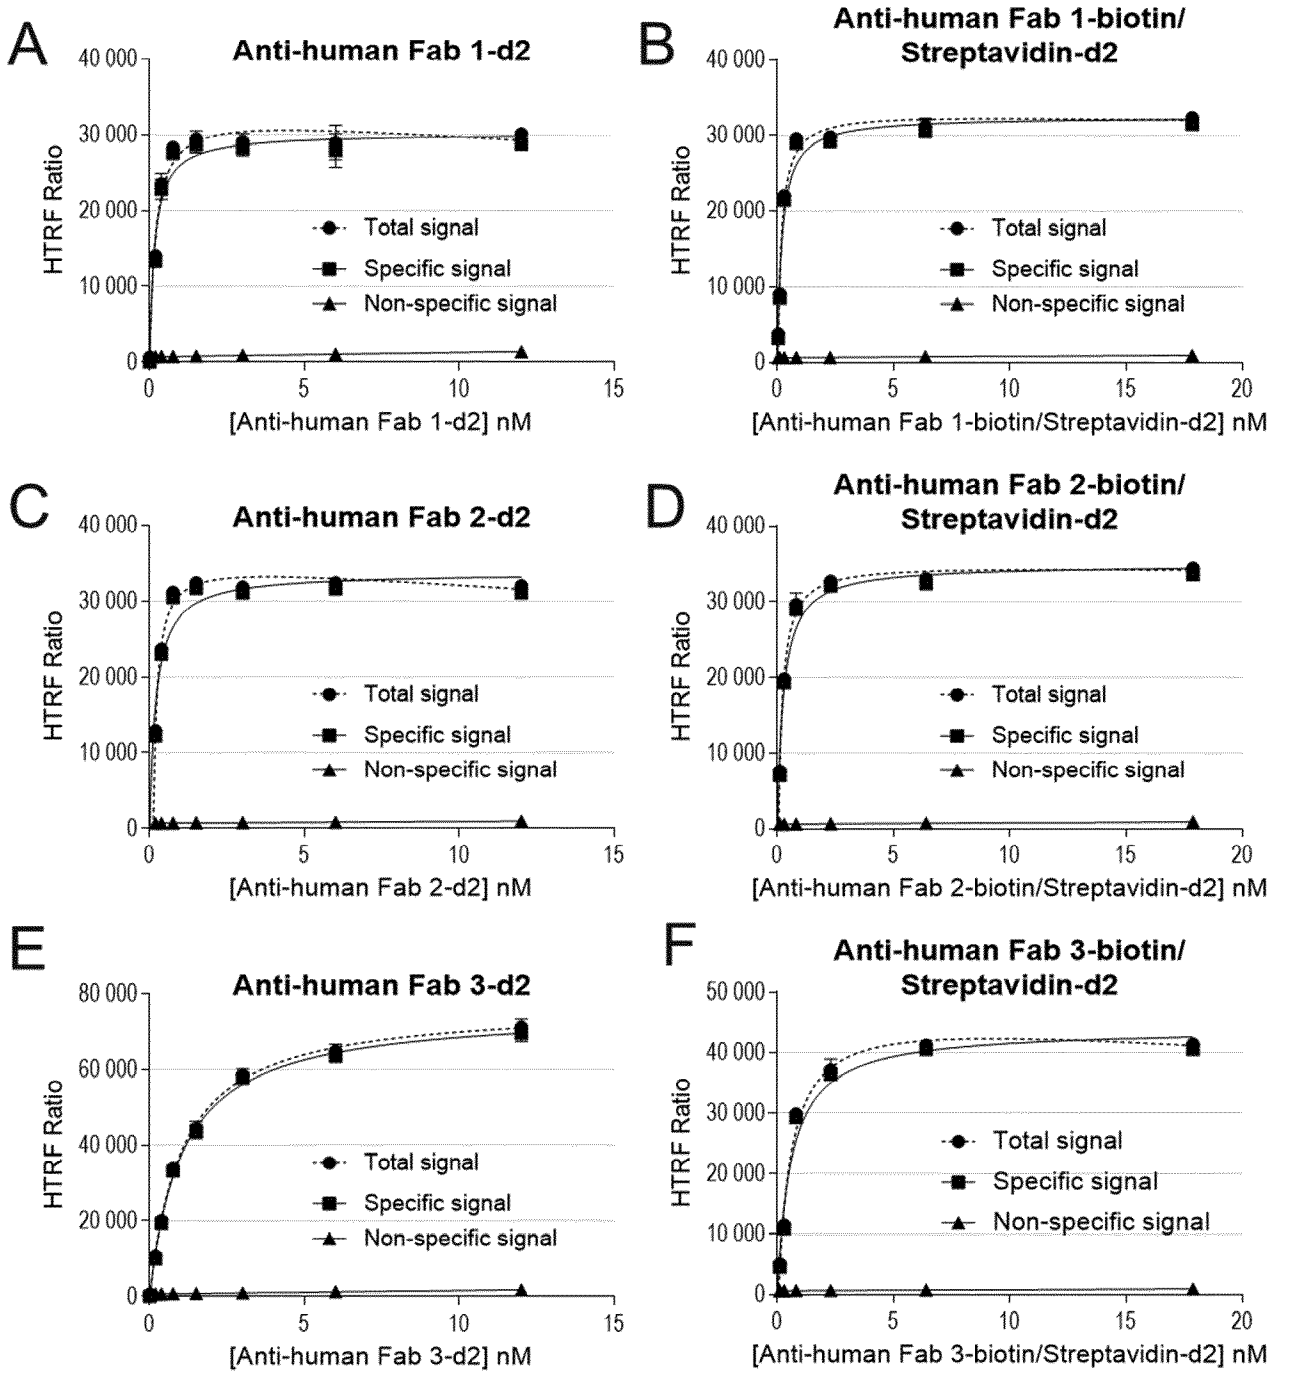 A
Anti-human Fab 1-d2
40 000
30 000
20 000
10 000
0
HTRF Ratio
Total signal
Specific signal
Non-specific signal
0 5 10 15
[Anti-human Fab 1-d2] nM
B
Anti-human Fab 1-biotin/
Streptavidin-d2
40 000
30 000
20 000
10 000
0
HTRF Ratio
Total signal
Specific signal
Non-specific signal
0 5 10 15 20
[Anti-human Fab 1-biotin/Streptavidin-d2] nM
C
Anti-human Fab 2-d2
40 000
30 000
20 000
10 000
0
HTRF Ratio
Total signal
Specific signal
Non-specific signal
0 5 10 15
[Anti-human Fab 2-d2] nM
D
Anti-human Fab 2-biotin/
Streptavidin-d2
40 000
30 000
20 000
10 000
0
HTRF Ratio
Total signal
Specific signal
Non-specific signal
0 5 10 15 20
[Anti-human Fab 2-biotin/Streptavidin-d2] nM
E
Anti-human Fab 3-d2
80 000
60 000
40 000
20 000
0
HTRF Ratio
Total signal
Specific signal
Non-specific signal
0 5 10 15
[Anti-human Fab 3-d2] nM
F
Anti-human Fab 3-biotin/
Streptavidin-d2
50 000
40 000
30 000
20 000
10 000
0
HTRF Ratio
Total signal
Specific signal
Non-specific signal
0 5 10 15 20
[Anti-human Fab 3-biotin/Streptavidin-d2] nM